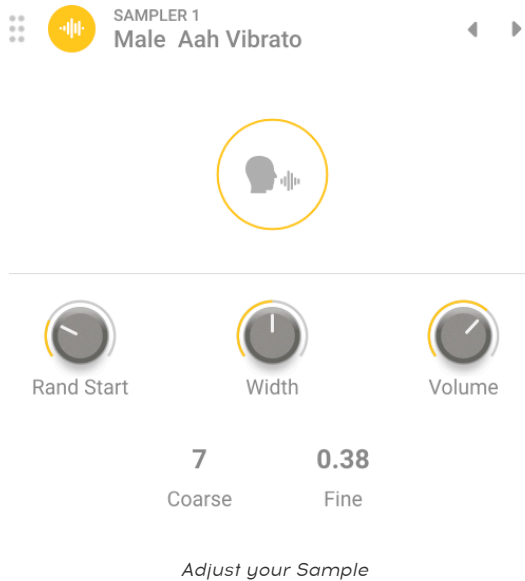 SAMPLER 1
Male Aah Vibrato
Rand Start Width Volume
7 0.38
Coarse Fine
Adjust your Sample